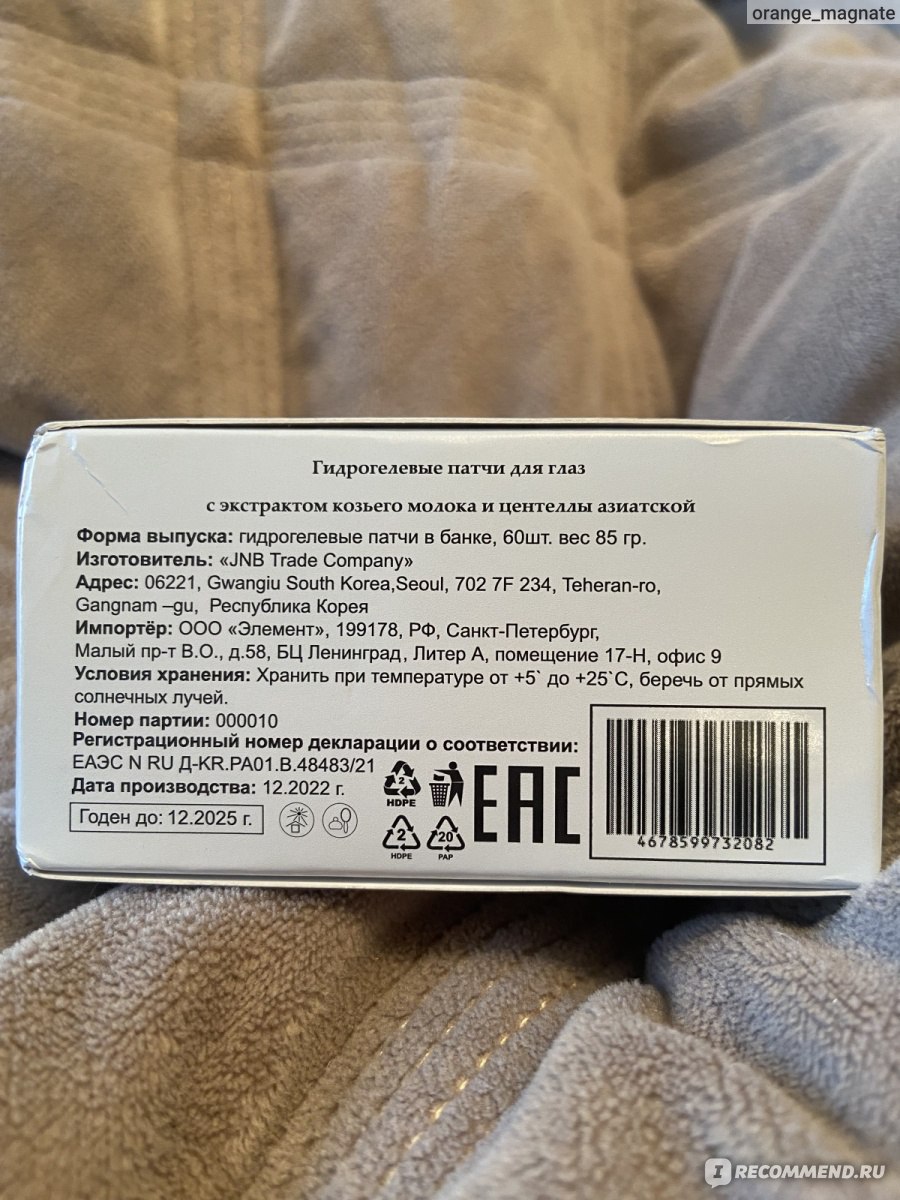 orange_magnate
Гидрогелевые патчи для глаз
с экстрактом козьего молока и центеллы азиатской
Форма выпуска: гидрогелевые патчи в банке, 60шт. вес 85 гр.
Изготовитель: «JNB Trade Company»
Адрес: 06221, Gwangiu South Korea,Seoul, 702 7F 234, Teheran-ro,
Gangnam –gu, Республика Корея
Импортёр: ООО «Элемент», 199178, РФ, Санкт-Петербург,
Малый пр-т В.О., д.58, БЦ Ленинград, Литер А, помещение 17-Н, офис 9
Условия хранения: Хранить при температуре от +5` до +25`С, беречь от прямых
солнечных лучей.
Номер партии: 000010
Регистрационный номер декларации о соответствии:
ЕАЭС N RU Д-KR.РА01.В.48483/21
Дата производства: 12.2022 г.
Годен до: 12.2025 г.
2
HDPE
2
HDPE
20
PAP
EAC
4678599732082
IRECOMMEND.RU